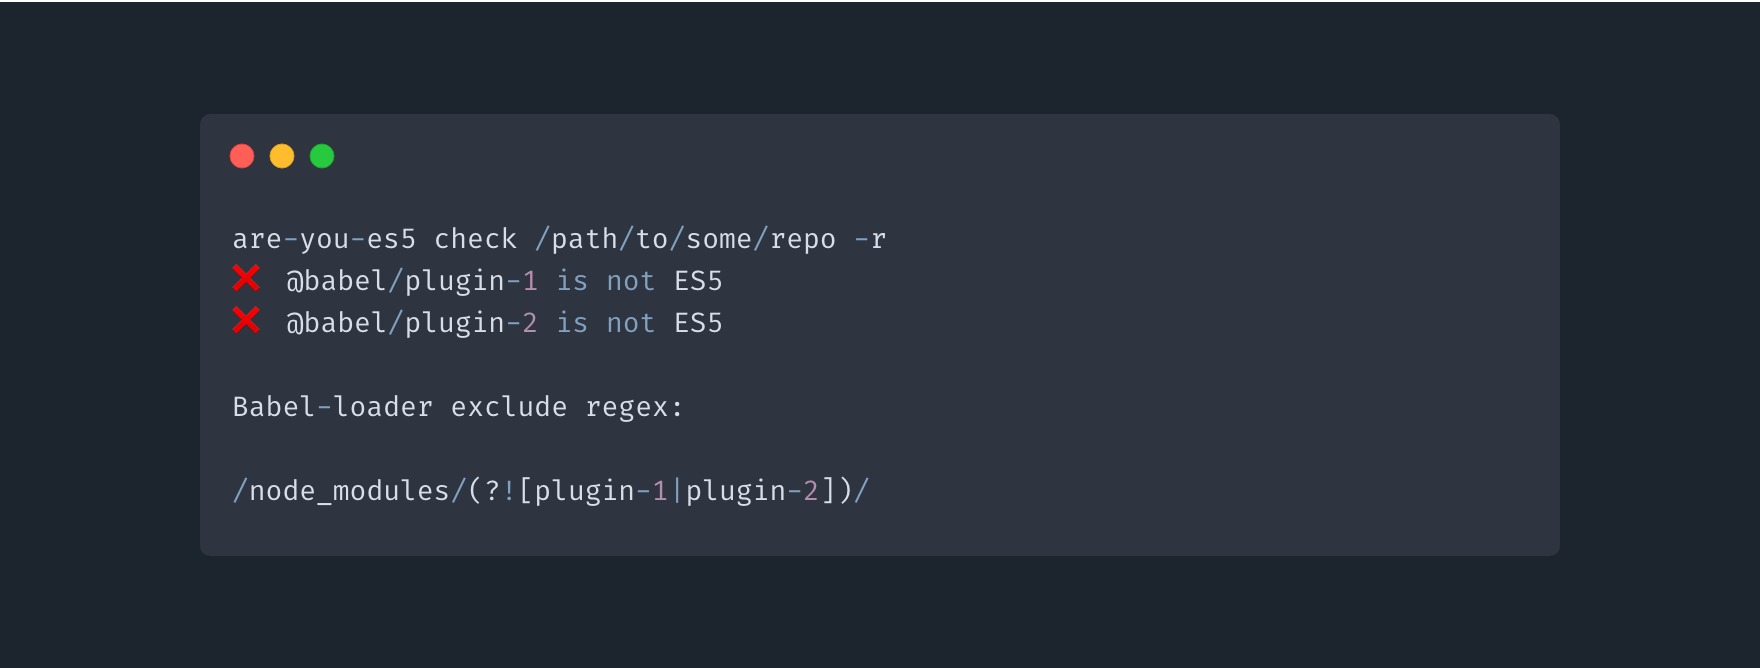 are-you-es5 check /path/to/some/repo -r
❌ @babel/plugin-1 is not ES5
❌ @babel/plugin-2 is not ES5
Babel-loader exclude regex:
/node_modules/(?![plugin-1|plugin-2])/